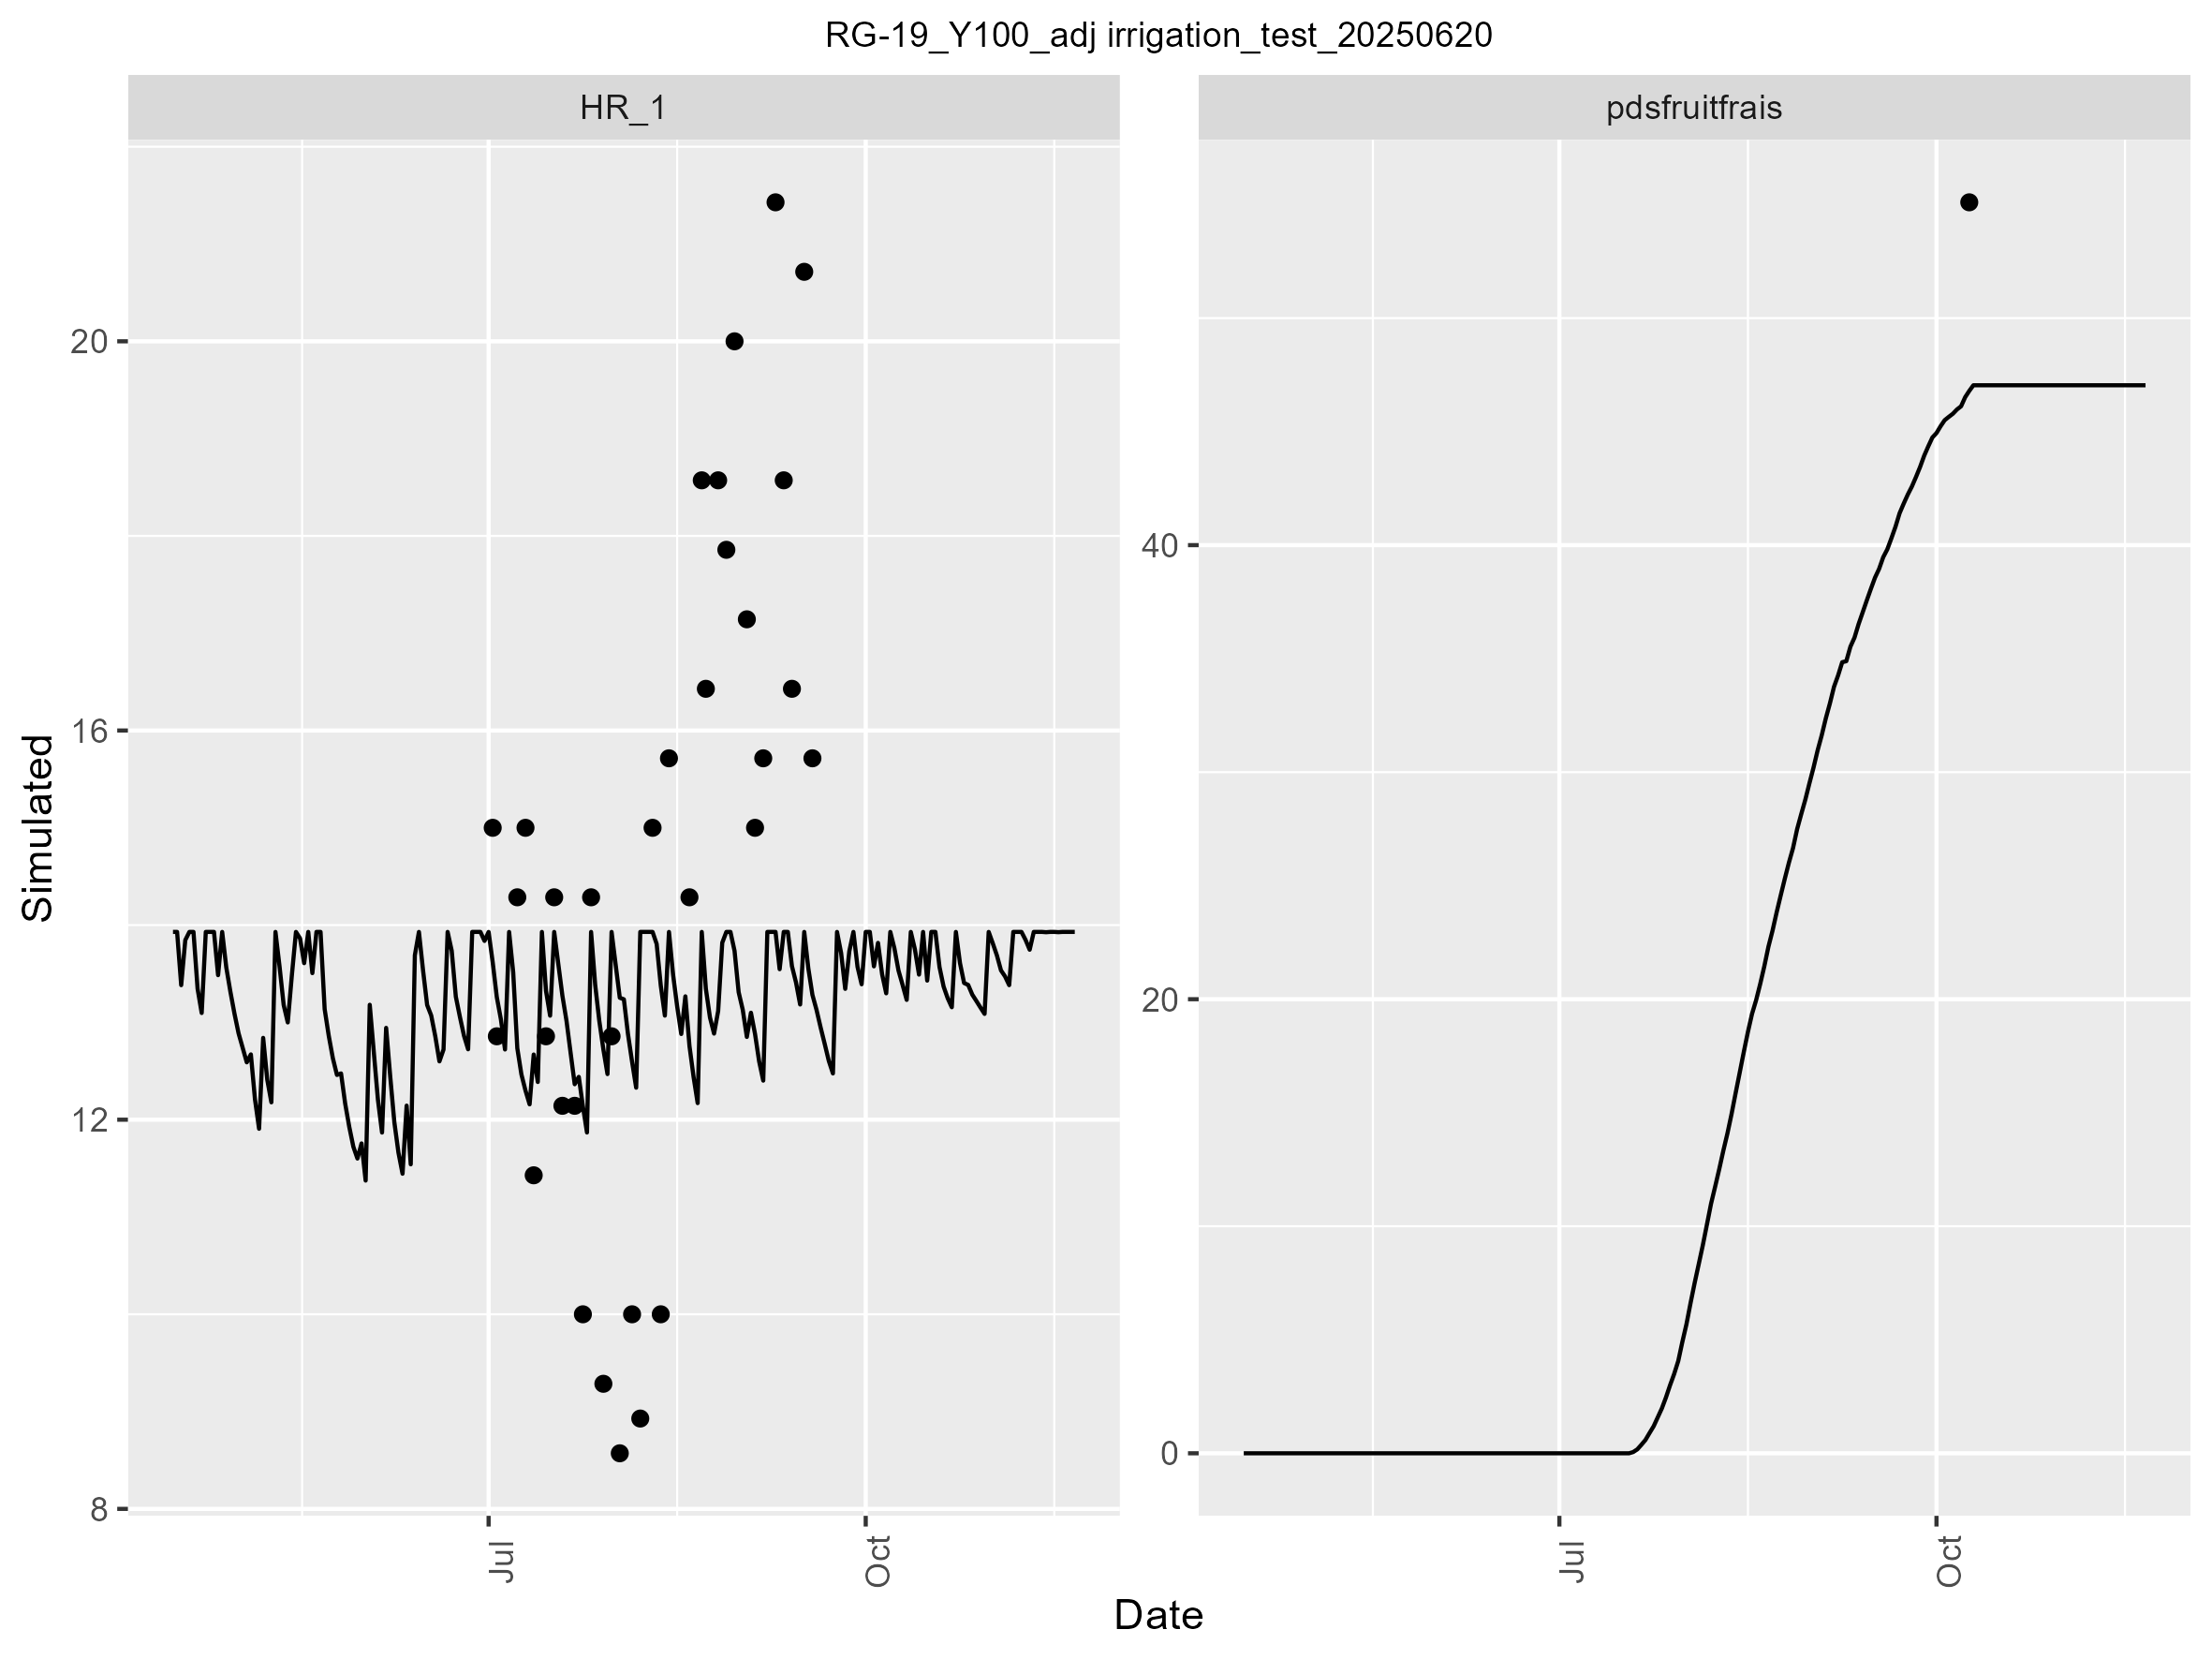 RG-19_Y100_adj irrigation_test_20250620
HR_1
pdsfruitfrais
Simulated
20
16
12
8
40
20
0
Jul
Oct
Jul
Oct
Date